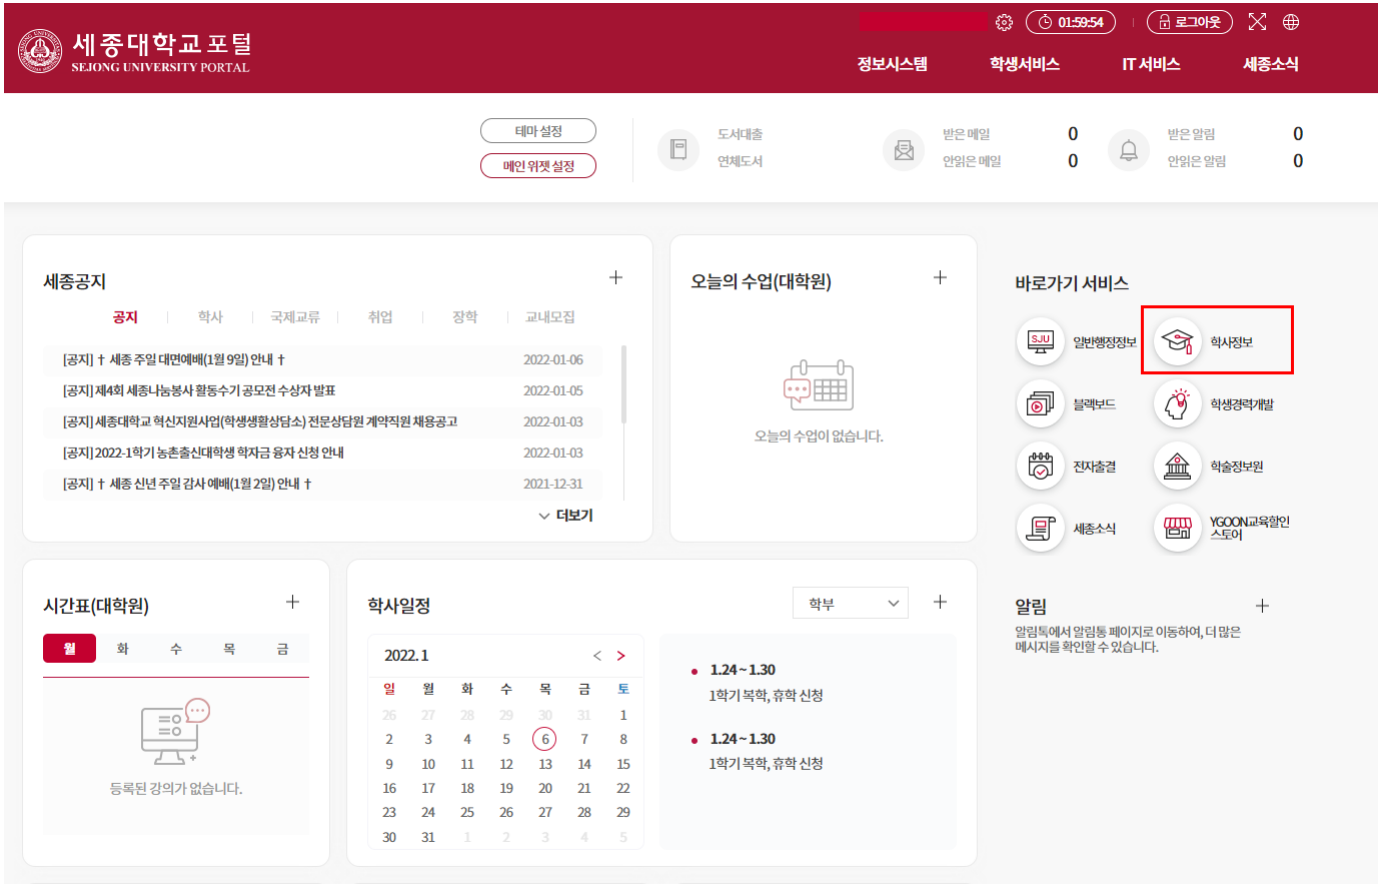 01:59:54
로그아웃
세종대학교포털
SEJONG UNIVERSITY PORTAL
정보시스템
학생서비스
IT 서비스
세종소식
테마 설정
메인 위젯 설정
도서대출
연체도서
받은 메일 0
안읽은 메일 0
받은 알림 0
안읽은 알림 0
세종공지
공지 학사 국제교류 취업 장학 교내모집
[공지] † 세종 주일 대면예배(1월 9일) 안내 † 2022-01-06
[공지] 제4회 세종나눔봉사 활동수기 공모전 수상자 발표 2022-01-05
[공지] 세종대학교 혁신지원사업(학생생활상담소) 전문상담원 계약직원 채용공고 2022-01-03
[공지] 2022-1학기 농촌출신대학생 학자금 융자 신청 안내 2022-01-03
[공지] † 세종 신년 주일 감사 예배(1월 2일) 안내 † 2021-12-31
더보기
오늘의 수업(대학원)
오늘의 수업이 없습니다.
바로가기 서비스
SJU
일반행정정보
학사정보
블랙보드
학생경력개발
전자출결
학술정보원
세종소식
YGOON교육할인
스토어
시간표(대학원)
월 화 수 목 금
등록된 강의가 없습니다.
학사일정
학부
2022. 1 < >
일 월 화 수 목 금 토
26 27 28 29 30 31 1
2 3 4 5 6 7 8
9 10 11 12 13 14 15
16 17 18 19 20 21 22
23 24 25 26 27 28 29
30 31 1 2 3 4 5
1.24 ~ 1.30
1학기 복학, 휴학 신청
1.24 ~ 1.30
1학기 복학, 휴학 신청
알림
알림톡에서 알림통 페이지로 이동하여, 더 많은
메시지를 확인할 수 있습니다.